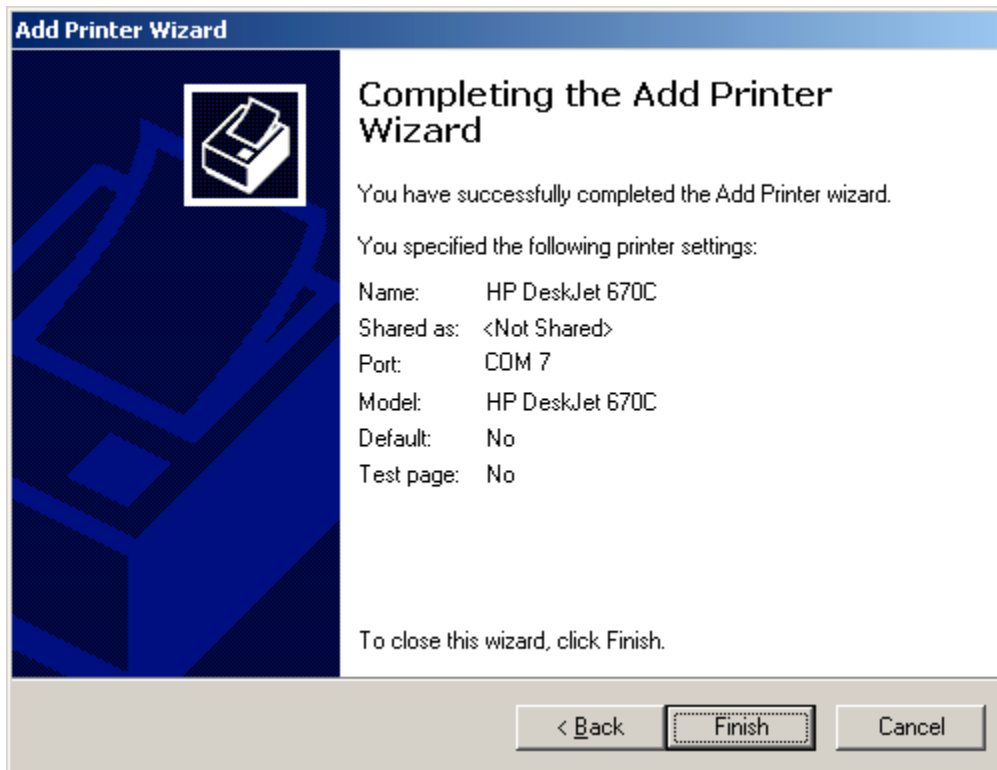 Add Printer Wizard
Completing the Add Printer
Wizard
You have successfully completed the Add Printer wizard.
You specified the following printer settings:
Name: HP DeskJet 670C
Shared as: <Not Shared>
Port: COM 7
Model: HP DeskJet 670C
Default: No
Test page: No
To close this wizard, click Finish.
< Back Finish Cancel